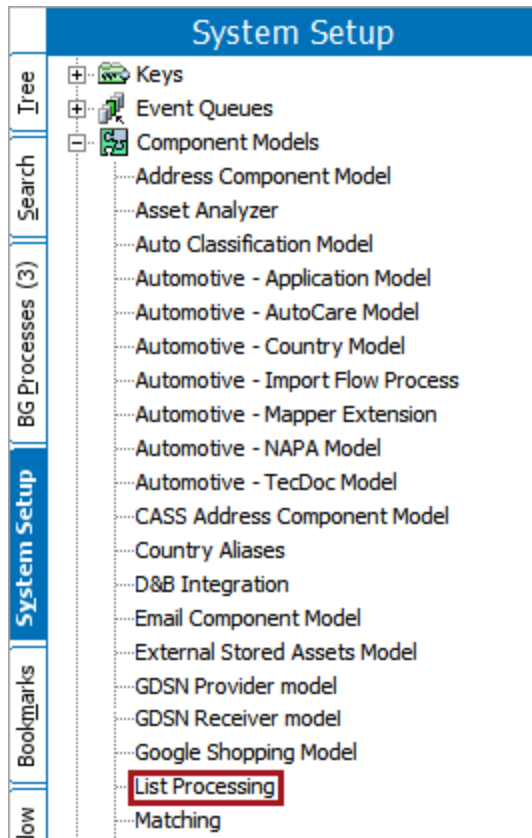 System Setup
Tree
Search
BG Processes (3)
System Setup
Bookmarks
low
Keys
Event Queues
Component Models
Address Component Model
Asset Analyzer
Auto Classification Model
Automotive - Application Model
Automotive - AutoCare Model
Automotive - Country Model
Automotive - Import Flow Process
Automotive - Mapper Extension
Automotive - NAPA Model
Automotive - TecDoc Model
CASS Address Component Model
Country Aliases
D&B Integration
Email Component Model
External Stored Assets Model
GDSN Provider model
GDSN Receiver model
Google Shopping Model
List Processing
Matching